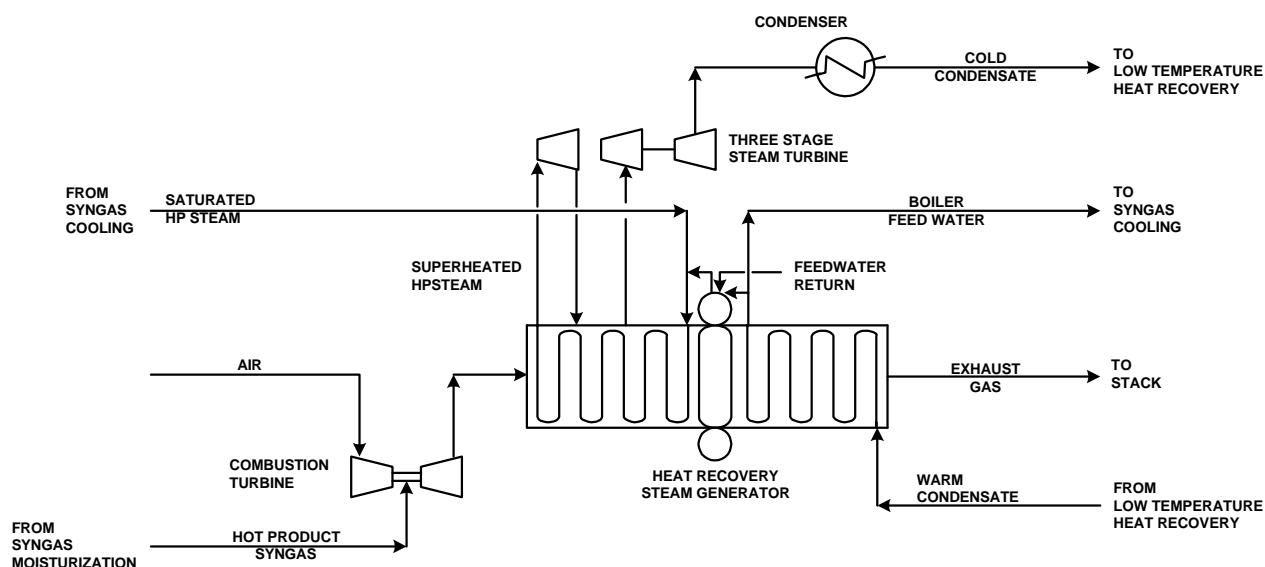 CONDENSER
COLD
CONDENSATE
TO
LOW TEMPERATURE
HEAT RECOVERY
THREE STAGE
STEAM TURBINE
FROM
SYNGAS
COOLING
SATURATED
HP STEAM
BOILER
FEED WATER
TO
SYNGAS
COOLING
SUPERHEATED
HPSTEAM
FEEDWATER
RETURN
AIR
EXHAUST
GAS
TO
STACK
COMBUSTION
TURBINE
HEAT RECOVERY
STEAM GENERATOR
WARM
CONDENSATE
FROM
LOW TEMPERATURE
HEAT RECOVERY
FROM
SYNGAS
MOISTURIZATION
HOT PRODUCT
SYNGAS